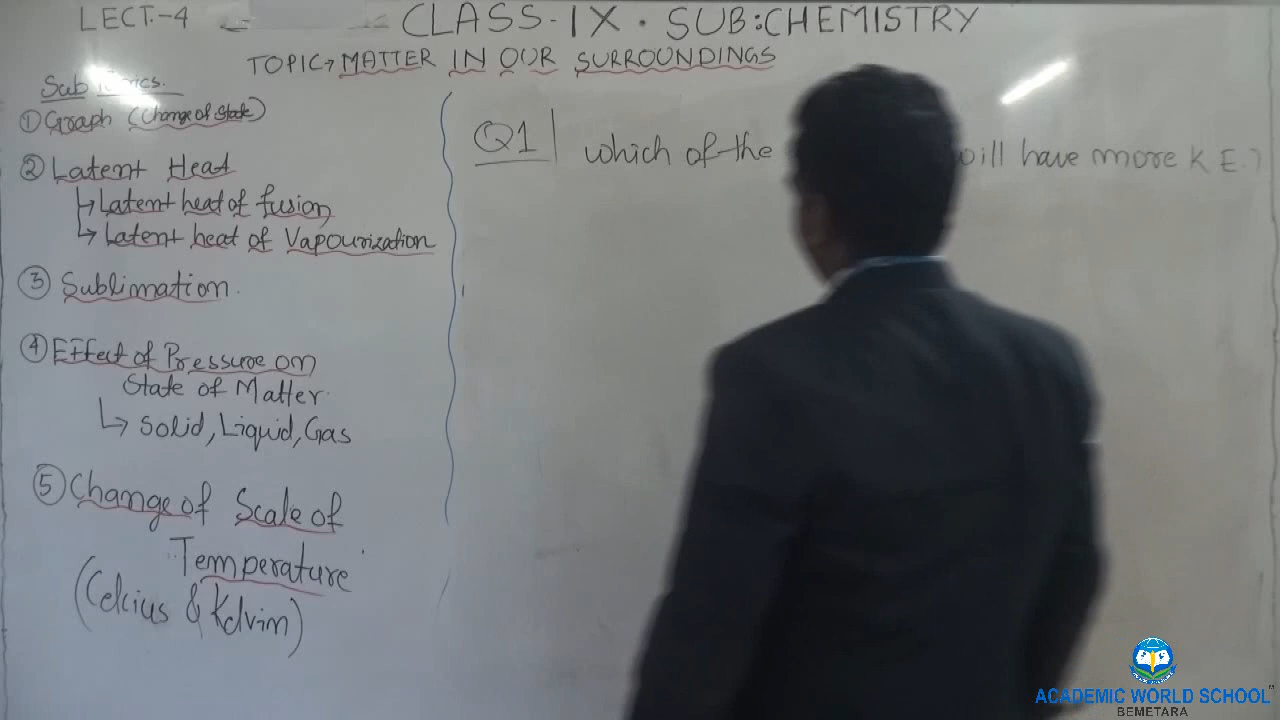 LECT.-4
CLASS-IX . SUB:CHEMISTRY
TOPIC→ MATTER IN OUR SURROUNDINGS
Sub
① Graph (Change of State)
② Latent Heat
↳ Latent heat of fusion
↳ Latent heat of Vapourization
③ Sublimation.
④ Effect of Pressure on
State of Matter.
↳ Solid, Liquid, Gas
⑤ Change of Scale of
Temperature
(Celcius & Kelvin)
Q1| which of the will have more K E.?
ACADEMIC WORLD SCHOOL
BEMETARA